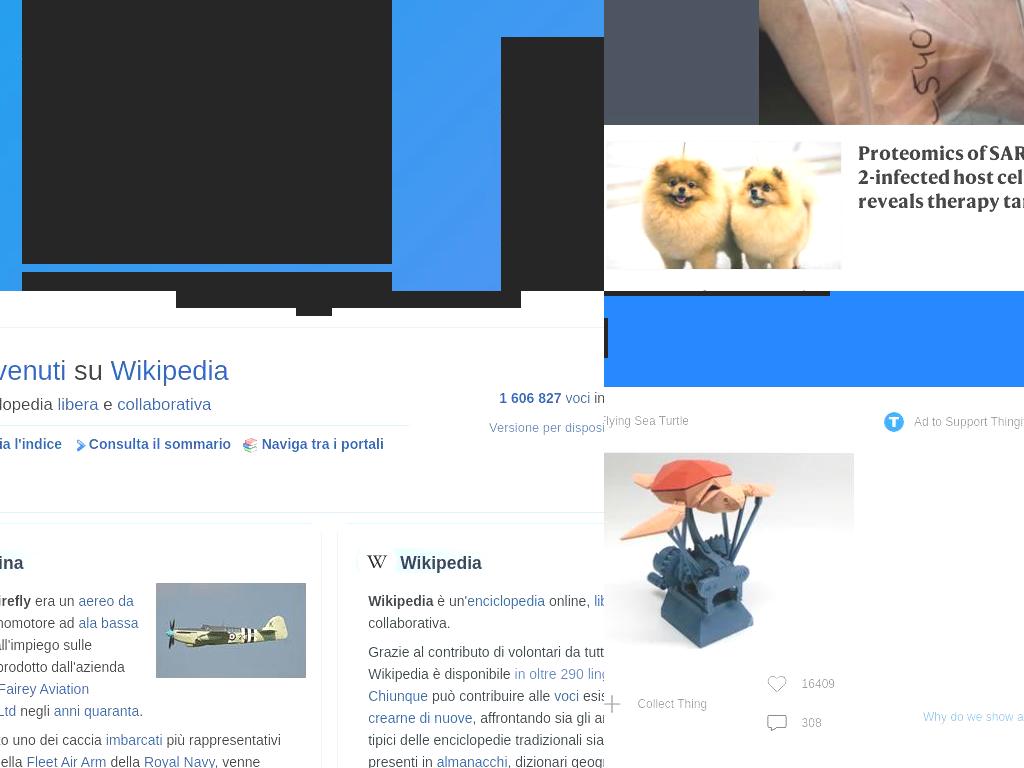 Proteomics of SAR
2-infected host cel
reveals therapy ta
venuti su Wikipedia
lopedia libera e collaborativa
1 606 827 voci in
Versione per disposi
ia l'indice Consulta il sommario Naviga tra i portali
Flying Sea Turtle
Ad to Support Thingi
ina
refly era un aereo da
nomotore ad ala bassa
all'impiego sulle
prodotto dall'azienda
Fairey Aviation
Ltd negli anni quaranta.
to uno dei caccia imbarcati più rappresentativi
ella Fleet Air Arm della Royal Navy, venne
W Wikipedia
Wikipedia è un'enciclopedia online, lib
collaborativa.
Grazie al contributo di volontari da tutt
Wikipedia è disponibile in oltre 290 ling
Chiunque può contribuire alle voci esis
crearne di nuove, affrontando sia gli ar
tipici delle enciclopedie tradizionali sia
presenti in almanacchi, dizionari geogr
16409
Collect Thing
308
Why do we show a